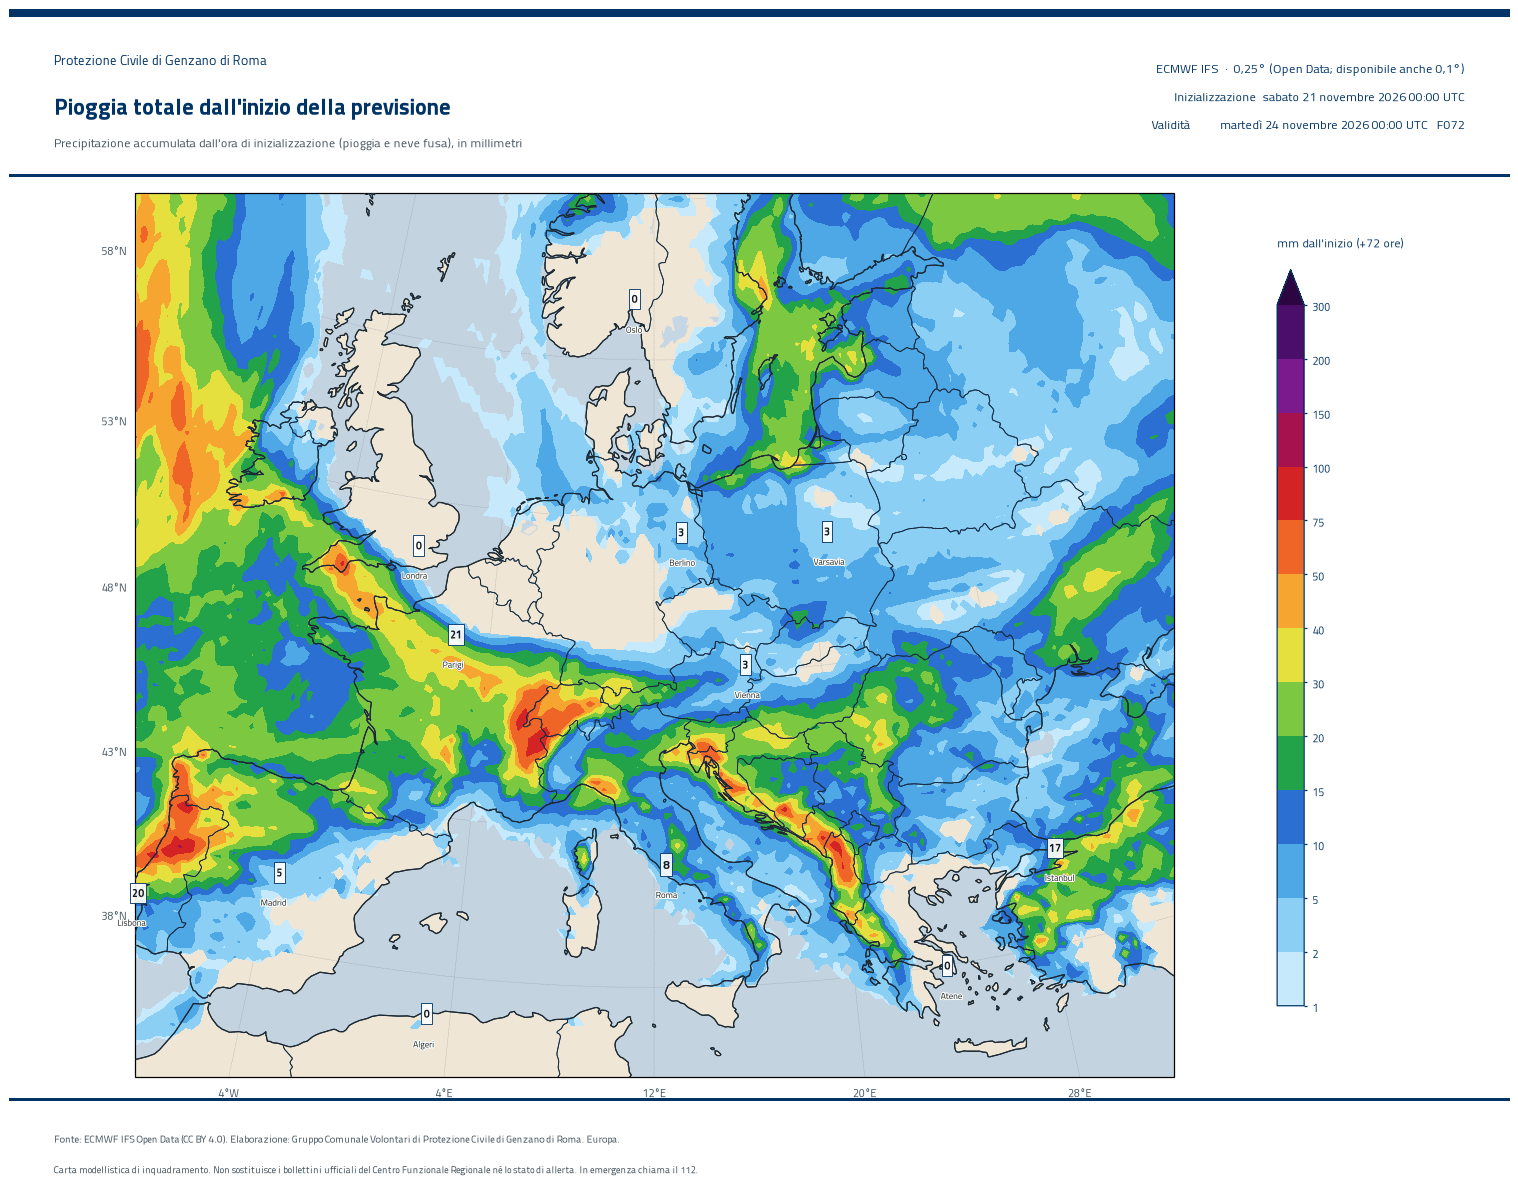 Protezione Civile di Genzano di Roma
Pioggia totale dall'inizio della previsione
Precipitazione accumulata dall'ora di inizializzazione (pioggia e neve fusa), in millimetri
ECMWF IFS · 0,25° (Open Data; disponibile anche 0,1°)
Inizializzazione sabato 21 novembre 2026 00:00 UTC
Validità martedì 24 novembre 2026 00:00 UTC F072
58°N
53°N
48°N
43°N
38°N
4°W
4°E
12°E
20°E
28°E
0
Oslo
0
Londra
3
Berlino
3
Varsavia
21
Parigi
3
Vienna
5
Madrid
20
Lisbona
8
Roma
17
Istanbul
0
Atene
0
Algeri
mm dall'inizio (+72 ore)
300
200
150
100
75
50
40
30
20
15
10
5
2
1
Fonte: ECMWF IFS Open Data (CC BY 4.0). Elaborazione: Gruppo Comunale Volontari di Protezione Civile di Genzano di Roma. Europa.
Carta modellistica di inquadramento. Non sostituisce i bollettini ufficiali del Centro Funzionale Regionale né lo stato di allerta. In emergenza chiama il 112.